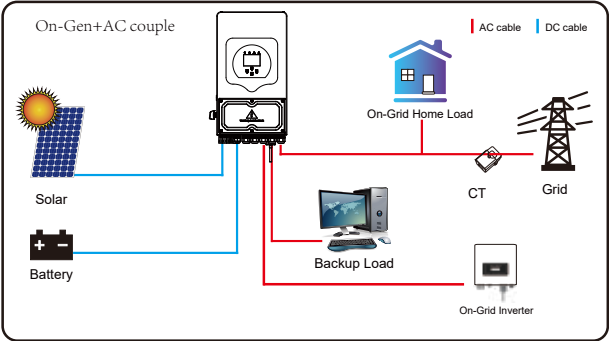 On-Gen+AC couple
AC cable
DC cable
On-Grid Home Load
CT
Grid
Solar
Backup Load
Battery
On-Grid Inverter